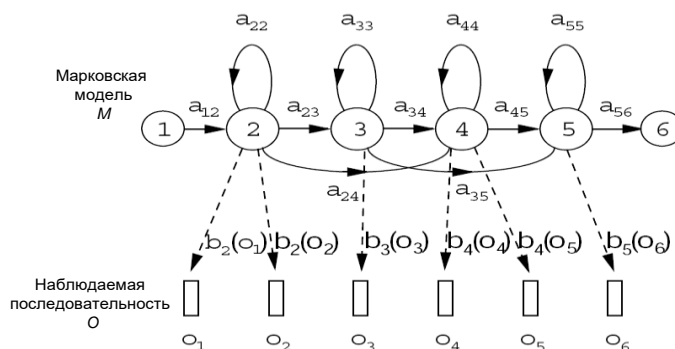 a22 a33 a44 a55
Марковская
модель
M
a12 a23 a34 a45 a56
1 2 3 4 5 6
a24 a35
b2(o1) b2(o2) b3(o3) b4(o4) b4(o5) b5(o6)
Наблюдаемая
последовательность
O
o1 o2 o3 o4 o5 o6